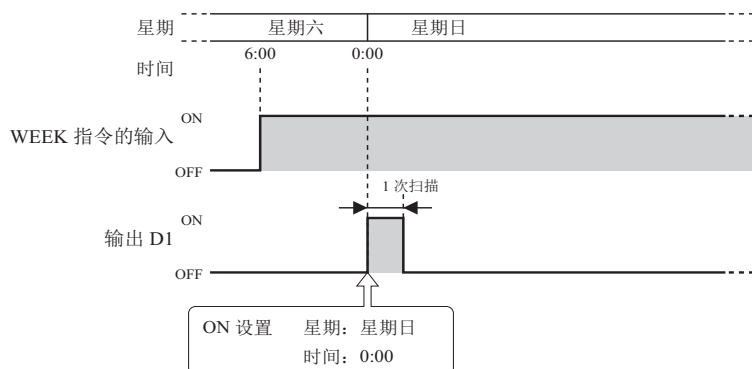 星期 星期六 星期日
时间 6:00 0:00
WEEK 指令的输入 ON
OFF
1 次扫描
输出 D1 ON
OFF
ON 设置 星期：星期日
时间：0:00